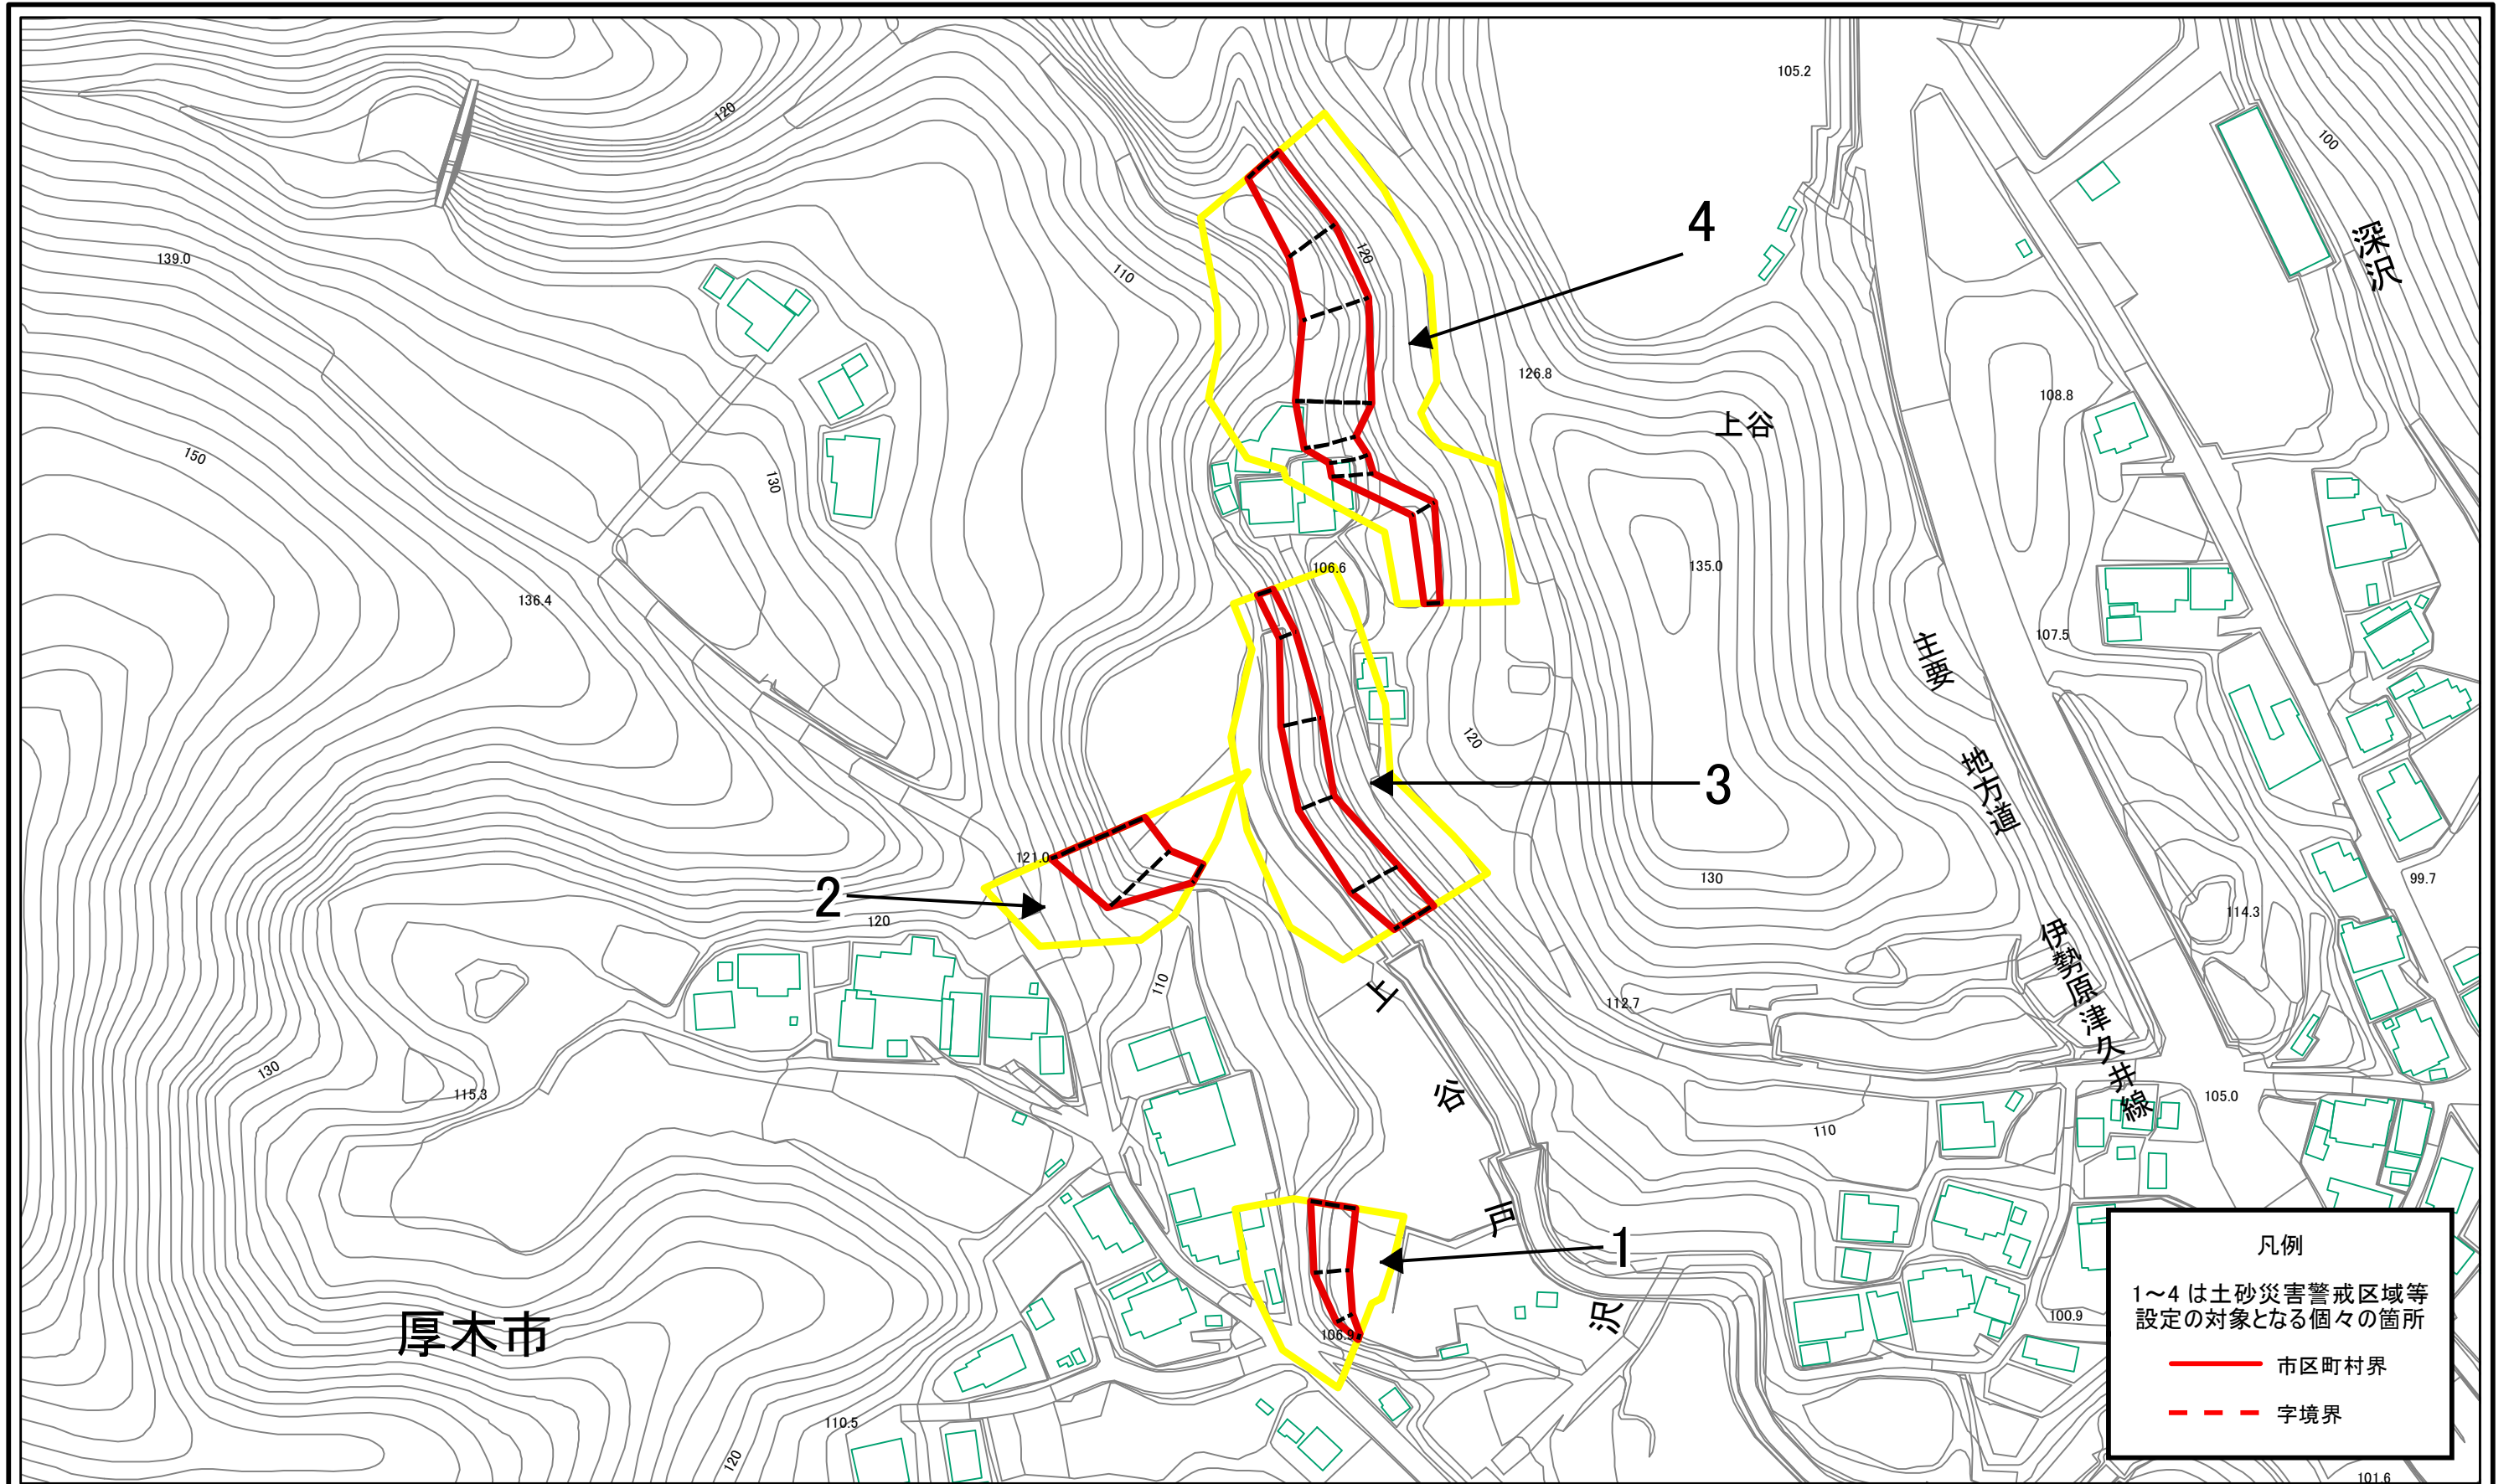 105.2
120
100
深沢
4
139.0
120
110
126.8
108.8
上谷
150
130
135.0
106.6
136.4
107.5
主要
地方道
伊勢原津久井線
120
3
121.0
130
99.7
2
120
114.3
110
112.7
上谷戸沢
130
115.3
105.0
110
1
106.9
100.9
厚木市
110.5
120
101.6
凡例
1～4は土砂災害警戒区域等
設定の対象となる個々の箇所
市区町村界
字境界